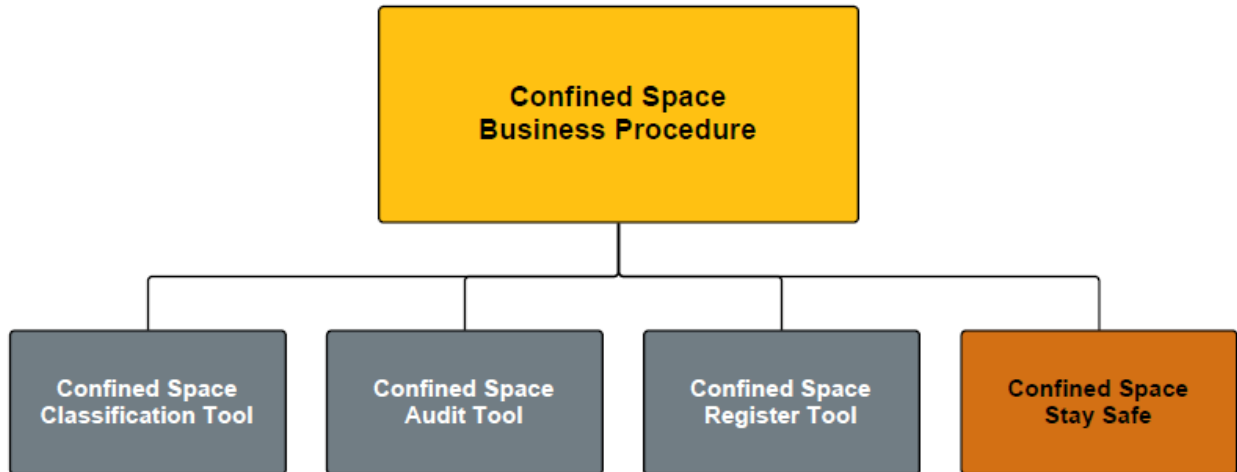 Confined Space
Business Procedure
Confined Space
Classification Tool
Confined Space
Audit Tool
Confined Space
Register Tool
Confined Space
Stay Safe